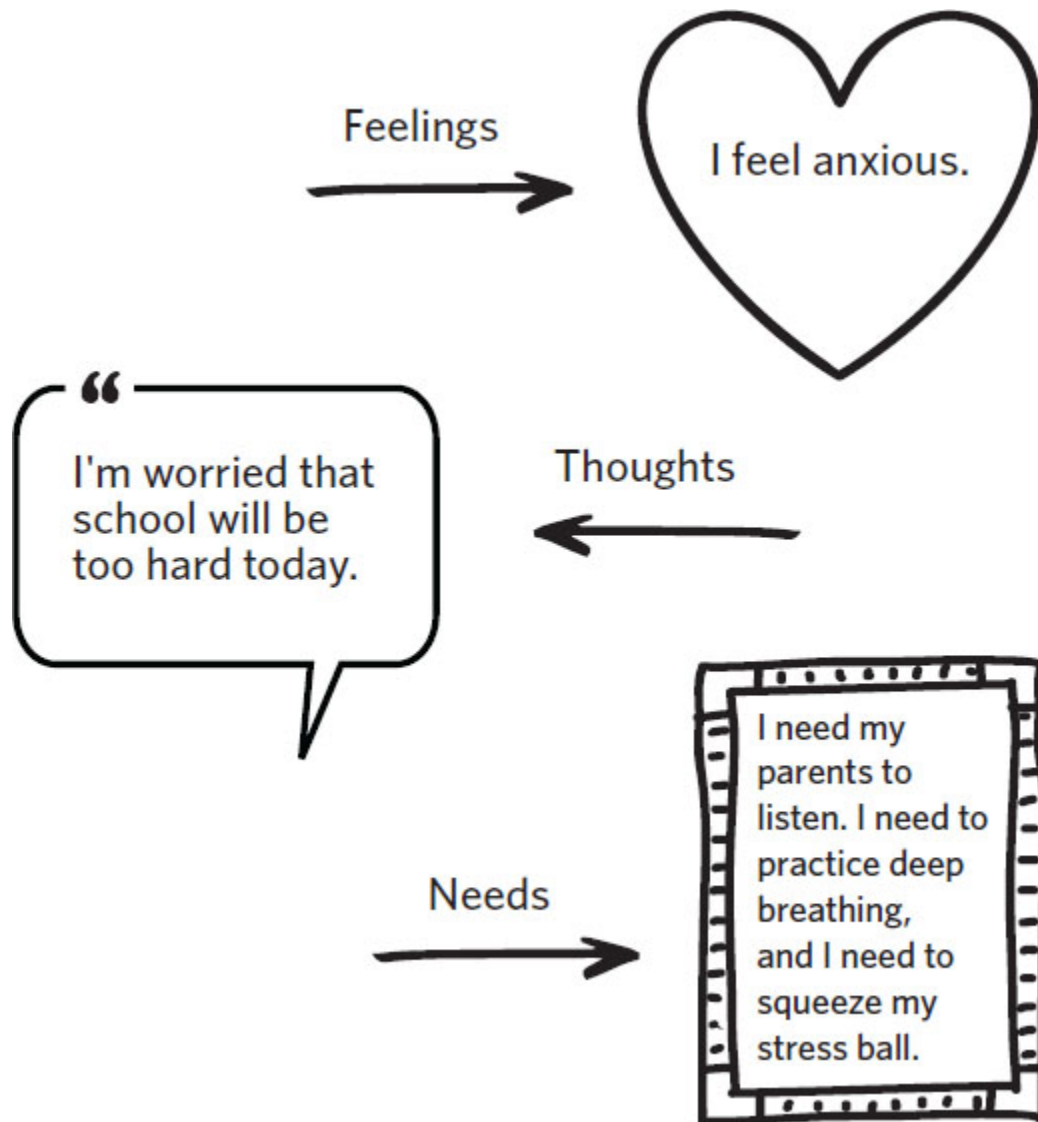 Feelings
I feel anxious.
“
I'm worried that
school will be
too hard today.
Thoughts
Needs
I need my
parents to
listen. I need to
practice deep
breathing,
and I need to
squeeze my
stress ball.